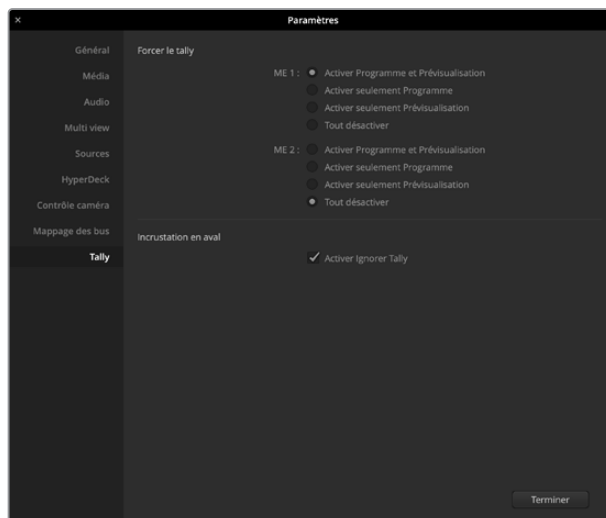 Paramètres
Général
Média
Audio
Multi view
Sources
HyperDeck
Contrôle caméra
Mappage des bus
Tally
Forcer le tally
ME 1 : Activer Programme et Prévisualisation
Activer seulement Programme
Activer seulement Prévisualisation
Tout désactiver
ME 2 : Activer Programme et Prévisualisation
Activer seulement Programme
Activer seulement Prévisualisation
Tout désactiver
Incrustation en aval
Activer Ignorer Tally
Terminer